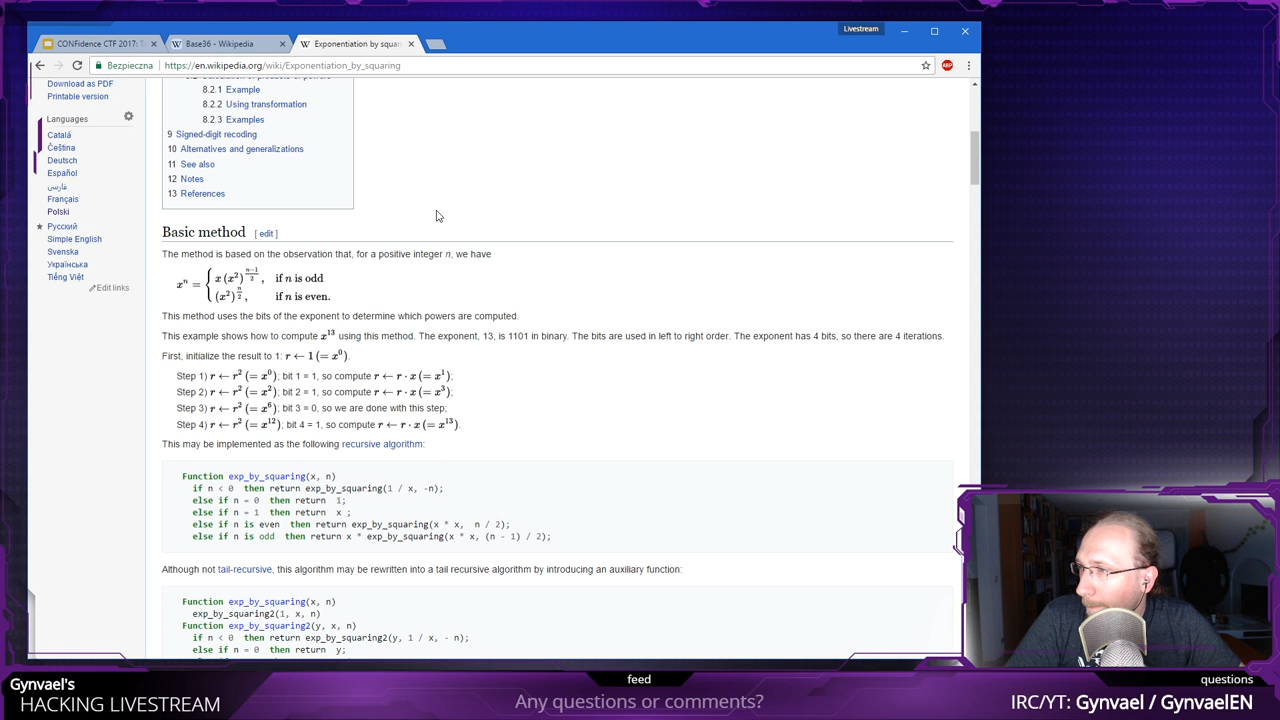 Livestream
CONFidence CTF 2017: T
Base36 - Wikipedia
Exponentiation by squar
Bezpieczna
https://en.wikipedia.org/wiki/Exponentiation_by_squaring
ABP
Download as PDF
Printable version
Languages
Català
Čeština
Deutsch
Español
فارسی
Français
Polski
Русский
Simple English
Svenska
Українська
Tiếng Việt
Edit links
8.2.1 Example
8.2.2 Using transformation
8.2.3 Examples
9 Signed-digit recoding
10 Alternatives and generalizations
11 See also
12 Notes
13 References
Basic method [ edit ]
The method is based on the observation that, for a positive integer n, we have
xⁿ = { x (x²)^((n−1)/2), if n is odd
(x²)^(n/2), if n is even.
This method uses the bits of the exponent to determine which powers are computed.
This example shows how to compute x¹³ using this method. The exponent, 13, is 1101 in binary. The bits are used in left to right order. The exponent has 4 bits, so there are 4 iterations.
First, initialize the result to 1: r ← 1 (= x⁰).
Step 1) r ← r² (= x⁰); bit 1 = 1, so compute r ← r · x (= x¹);
Step 2) r ← r² (= x²); bit 2 = 1, so compute r ← r · x (= x³);
Step 3) r ← r² (= x⁶); bit 3 = 0, so we are done with this step;
Step 4) r ← r² (= x¹²); bit 4 = 1, so compute r ← r · x (= x¹³).
This may be implemented as the following recursive algorithm:
Function exp_by_squaring(x, n)
if n < 0 then return exp_by_squaring(1 / x, -n);
else if n = 0 then return 1;
else if n = 1 then return x ;
else if n is even then return exp_by_squaring(x * x, n / 2);
else if n is odd then return x * exp_by_squaring(x * x, (n - 1) / 2);
Although not tail-recursive, this algorithm may be rewritten into a tail recursive algorithm by introducing an auxiliary function:
Function exp_by_squaring(x, n)
exp_by_squaring2(1, x, n)
Function exp_by_squaring2(y, x, n)
if n < 0 then return exp_by_squaring2(y, 1 / x, - n);
else if n = 0 then return y;
Gynvael's
HACKING LIVESTREAM
feed
Any questions or comments?
questions
IRC/YT: Gynvael / GynvaelEN